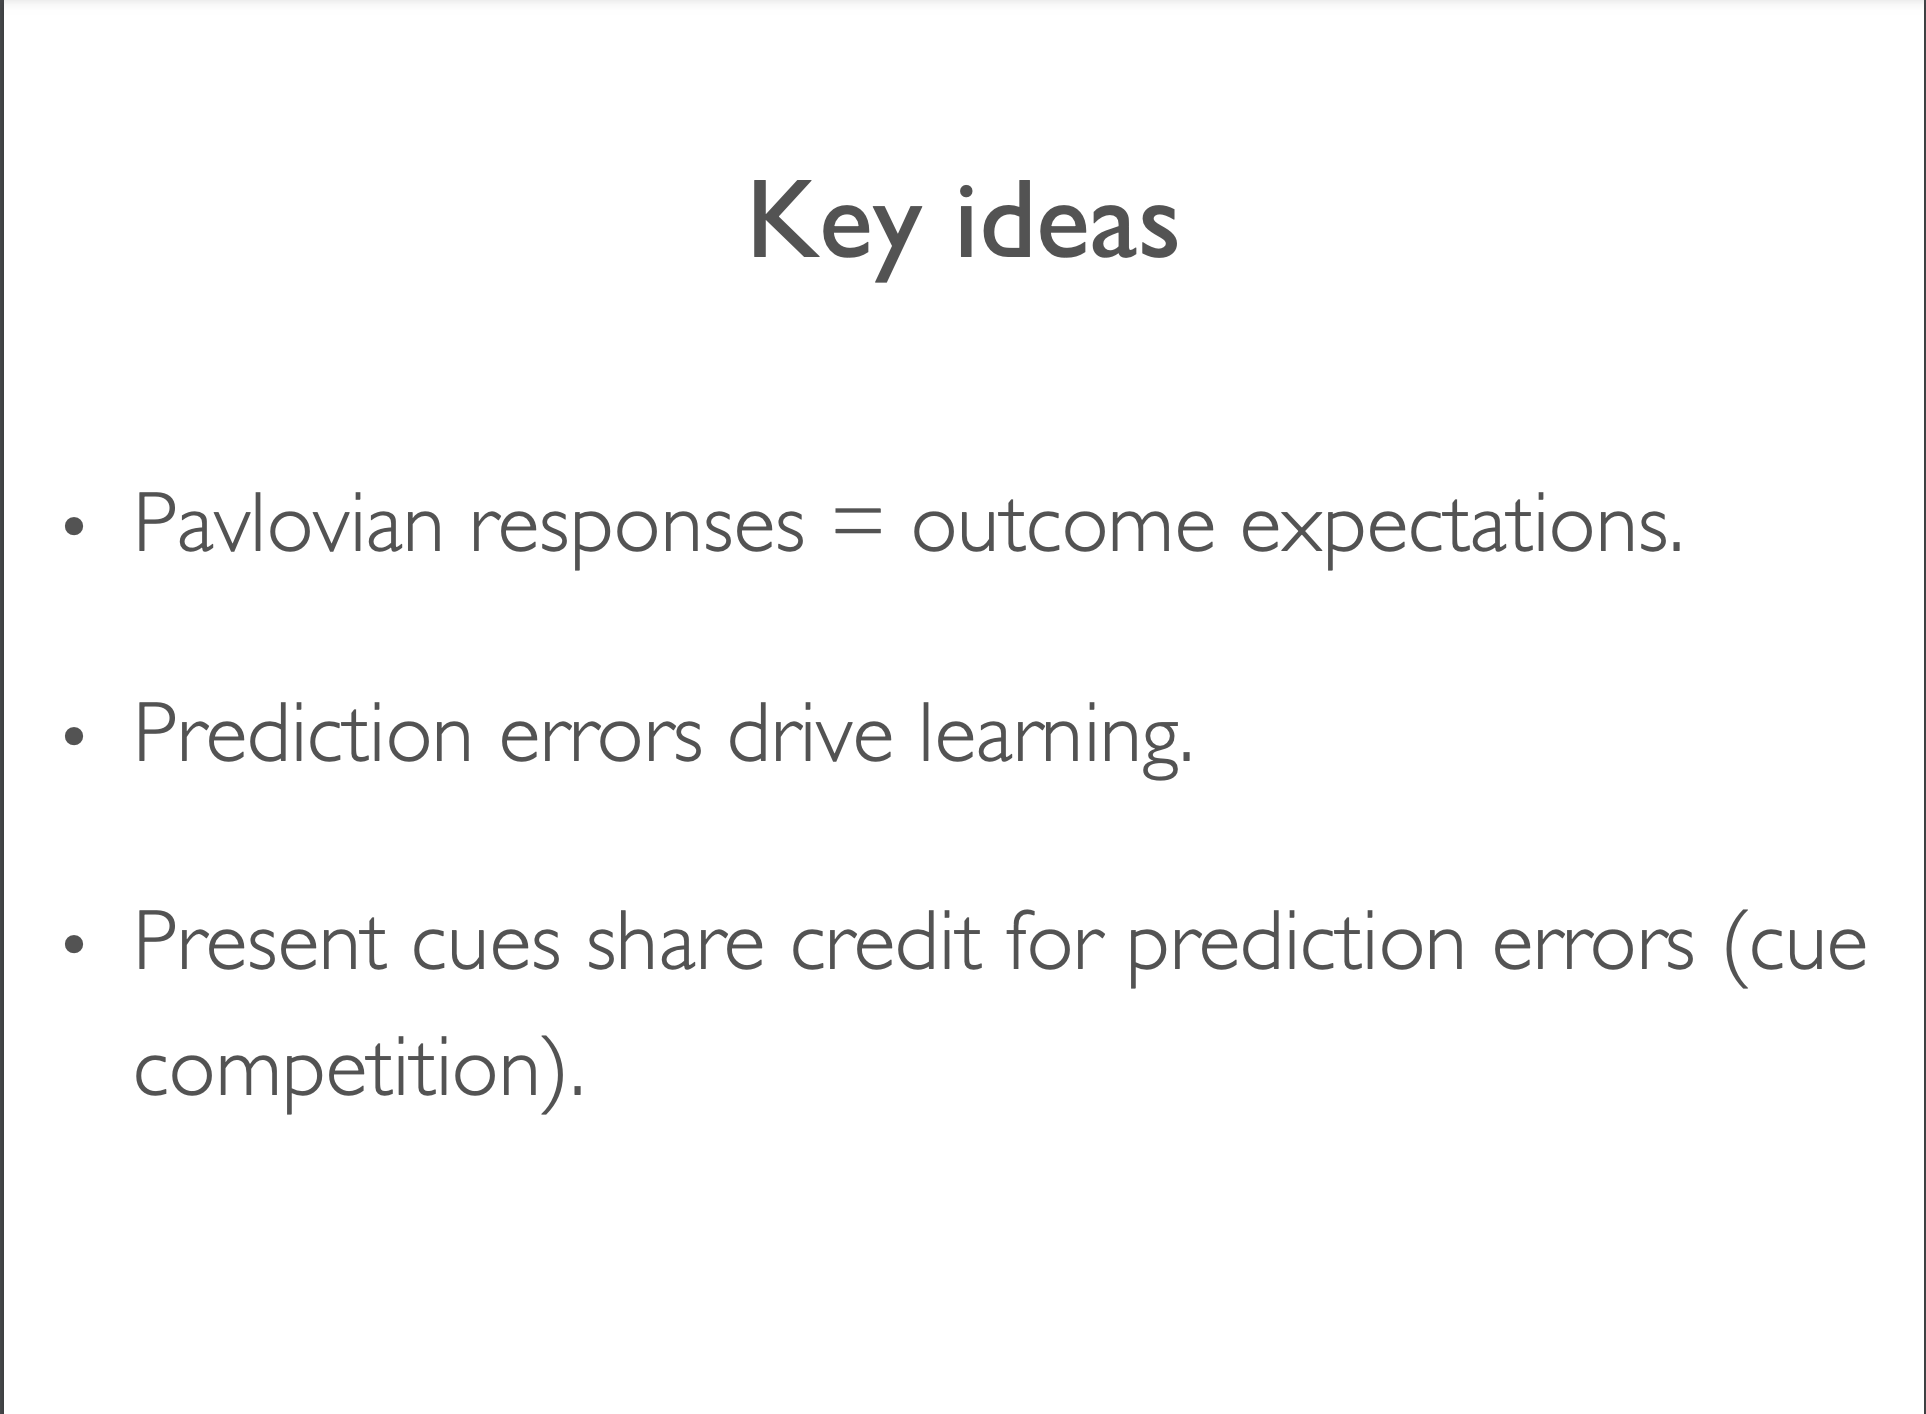 Key ideas
• Pavlovian responses = outcome expectations.
• Prediction errors drive learning.
• Present cues share credit for prediction errors (cue
competition).